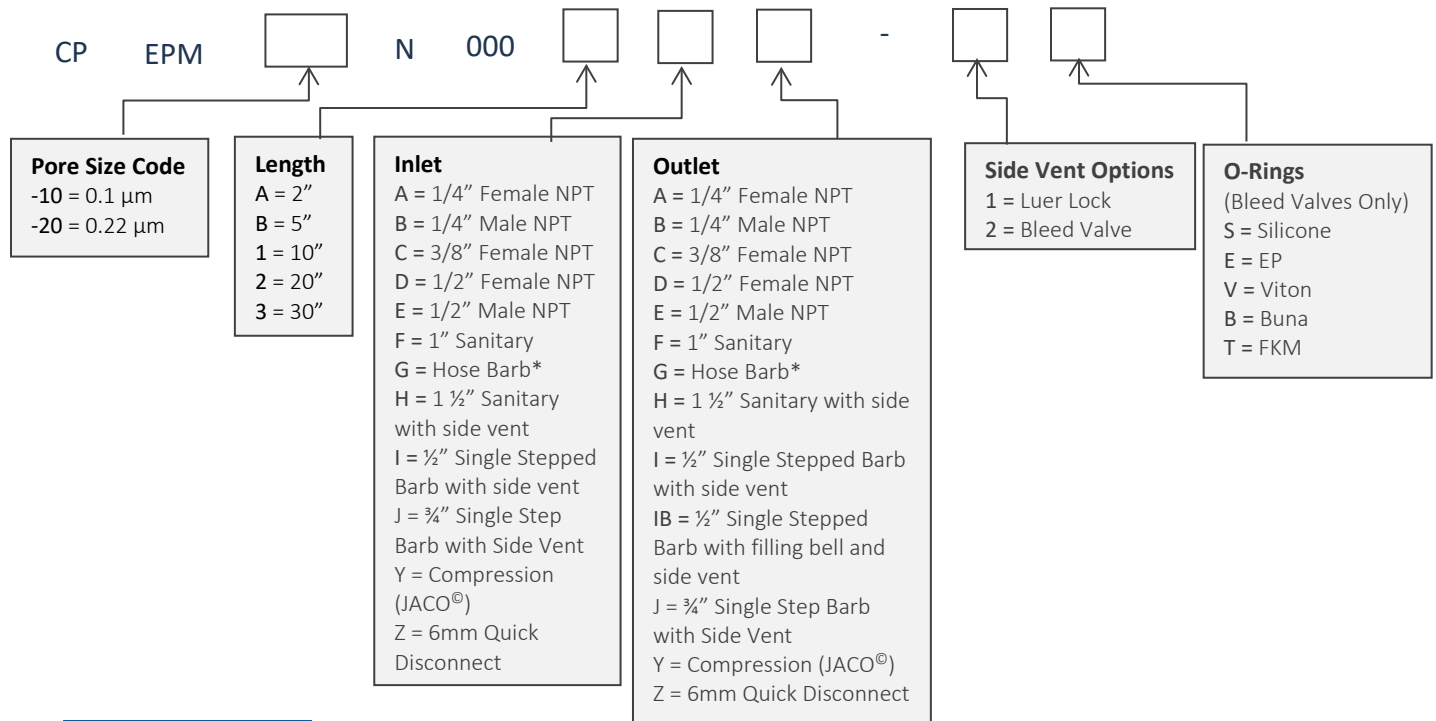 CP EPM N 000 -
Pore Size Code
-10 = 0.1 µm
-20 = 0.22 µm
Length
A = 2”
B = 5”
1 = 10”
2 = 20”
3 = 30”
Inlet
A = 1/4” Female NPT
B = 1/4” Male NPT
C = 3/8” Female NPT
D = 1/2” Female NPT
E = 1/2” Male NPT
F = 1” Sanitary
G = Hose Barb*
H = 1 ½” Sanitary
with side vent
I = ½” Single Stepped
Barb with side vent
J = ¾” Single Step
Barb with Side Vent
Y = Compression
(JACO©)
Z = 6mm Quick
Disconnect
Outlet
A = 1/4” Female NPT
B = 1/4” Male NPT
C = 3/8” Female NPT
D = 1/2” Female NPT
E = 1/2” Male NPT
F = 1” Sanitary
G = Hose Barb*
H = 1 ½” Sanitary with side
vent
I = ½” Single Stepped Barb
with side vent
IB = ½” Single Stepped
Barb with filling bell and
side vent
J = ¾” Single Step Barb
with Side Vent
Y = Compression (JACO©)
Z = 6mm Quick Disconnect
Side Vent Options
1 = Luer Lock
2 = Bleed Valve
O-Rings
(Bleed Valves Only)
S = Silicone
E = EP
V = Viton
B = Buna
T = FKM